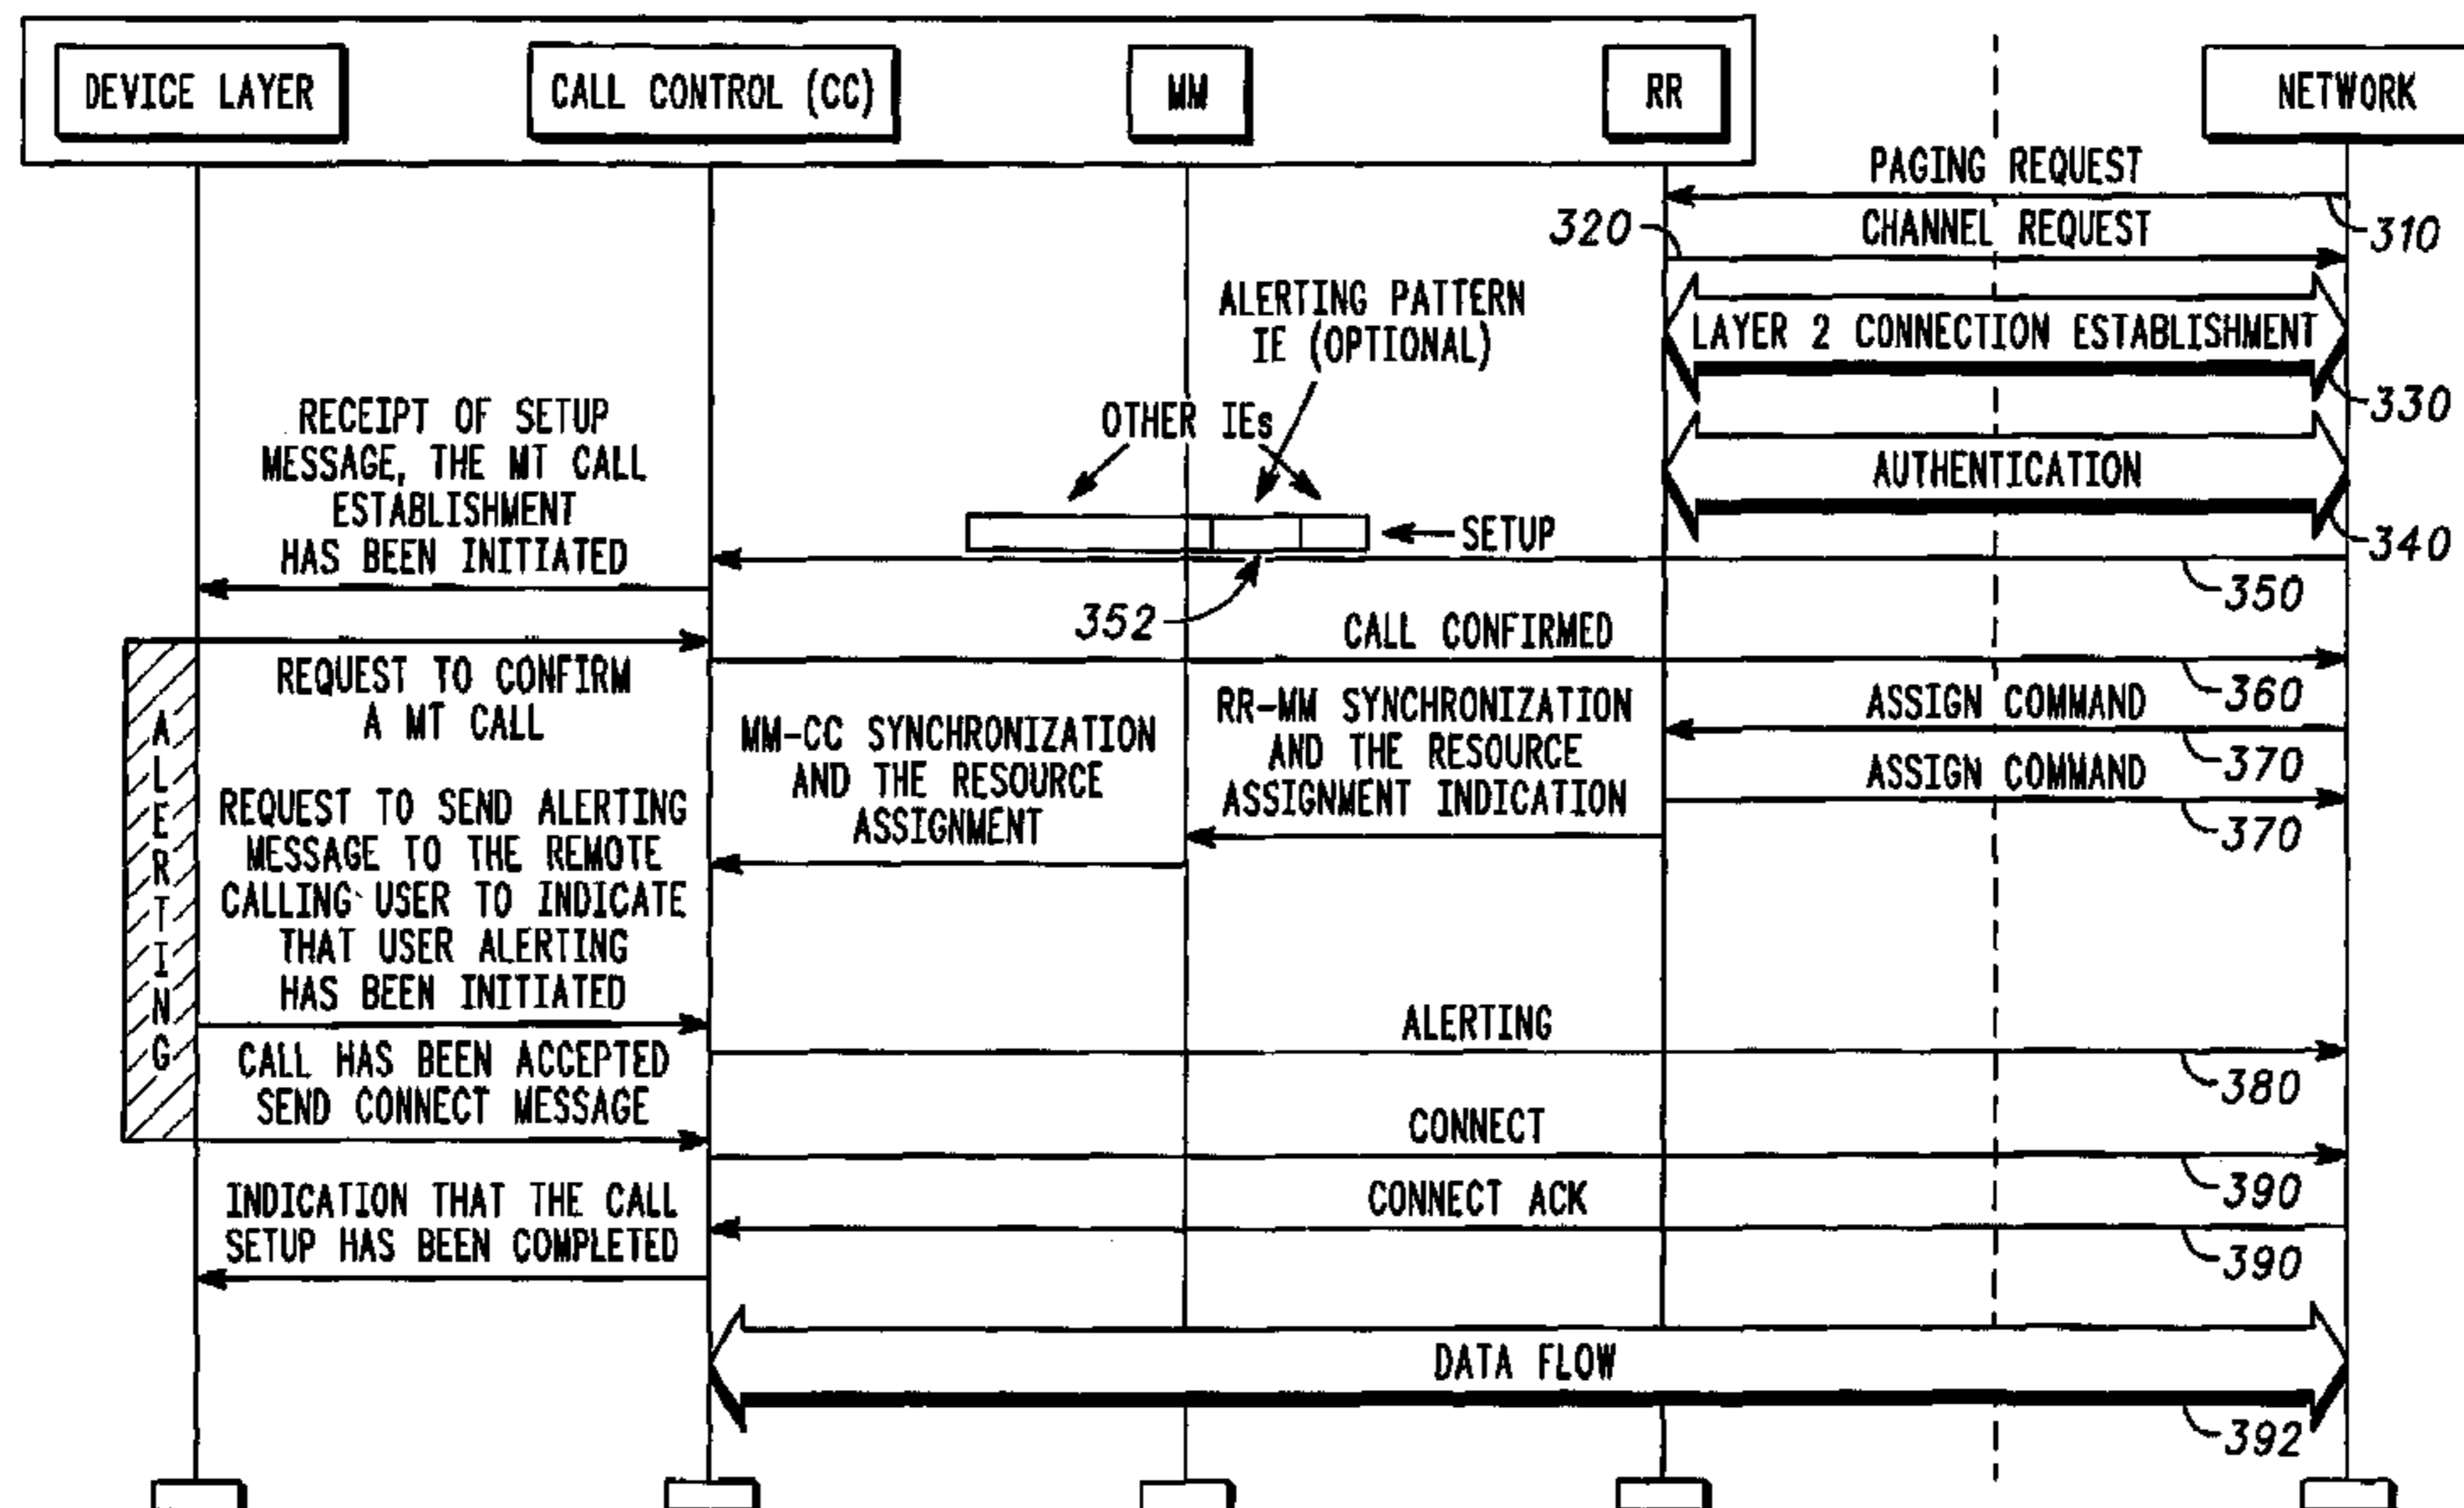 DEVICE LAYER
CALL CONTROL (CC)
MM
RR
NETWORK
PAGING REQUEST
310
320
CHANNEL REQUEST
LAYER 2 CONNECTION ESTABLISHMENT
330
AUTHENTICATION
340
ALERTING PATTERN
IE (OPTIONAL)
OTHER IEs
SETUP
350
352
RECEIPT OF SETUP
MESSAGE, THE MT CALL
ESTABLISHMENT
HAS BEEN INITIATED
CALL CONFIRMED
360
REQUEST TO CONFIRM
A MT CALL
ALERTING
ASSIGN COMMAND
370
ASSIGN COMMAND
370
RR-MM SYNCHRONIZATION
AND THE RESOURCE
ASSIGNMENT INDICATION
MM-CC SYNCHRONIZATION
AND THE RESOURCE
ASSIGNMENT
REQUEST TO SEND ALERTING
MESSAGE TO THE REMOTE
CALLING USER TO INDICATE
THAT USER ALERTING
HAS BEEN INITIATED
ALERTING
380
CALL HAS BEEN ACCEPTED
SEND CONNECT MESSAGE
CONNECT
390
CONNECT ACK
390
INDICATION THAT THE CALL
SETUP HAS BEEN COMPLETED
DATA FLOW
392